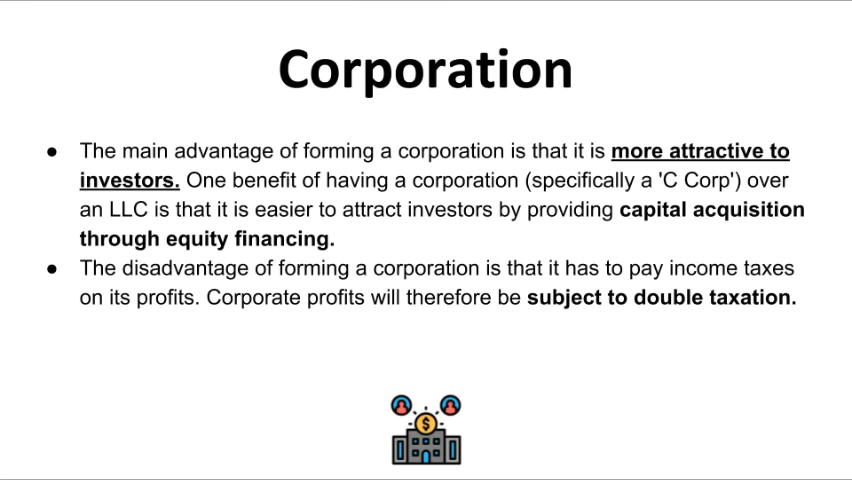 Corporation
● The main advantage of forming a corporation is that it is more attractive to
investors. One benefit of having a corporation (specifically a 'C Corp') over
an LLC is that it is easier to attract investors by providing capital acquisition
through equity financing.
● The disadvantage of forming a corporation is that it has to pay income taxes
on its profits. Corporate profits will therefore be subject to double taxation.
$